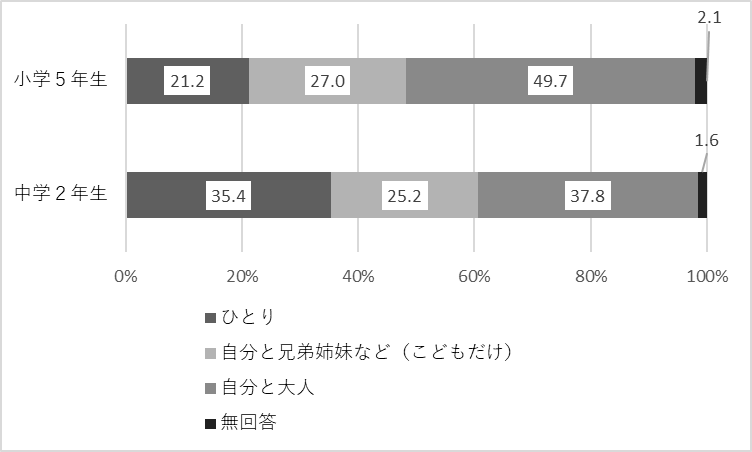 2.1
小学５年生 21.2 27.0 49.7
1.6
中学２年生 35.4 25.2 37.8
0% 20% 40% 60% 80% 100%
ひとり
自分と兄弟姉妹など（こどもだけ）
自分と大人
無回答